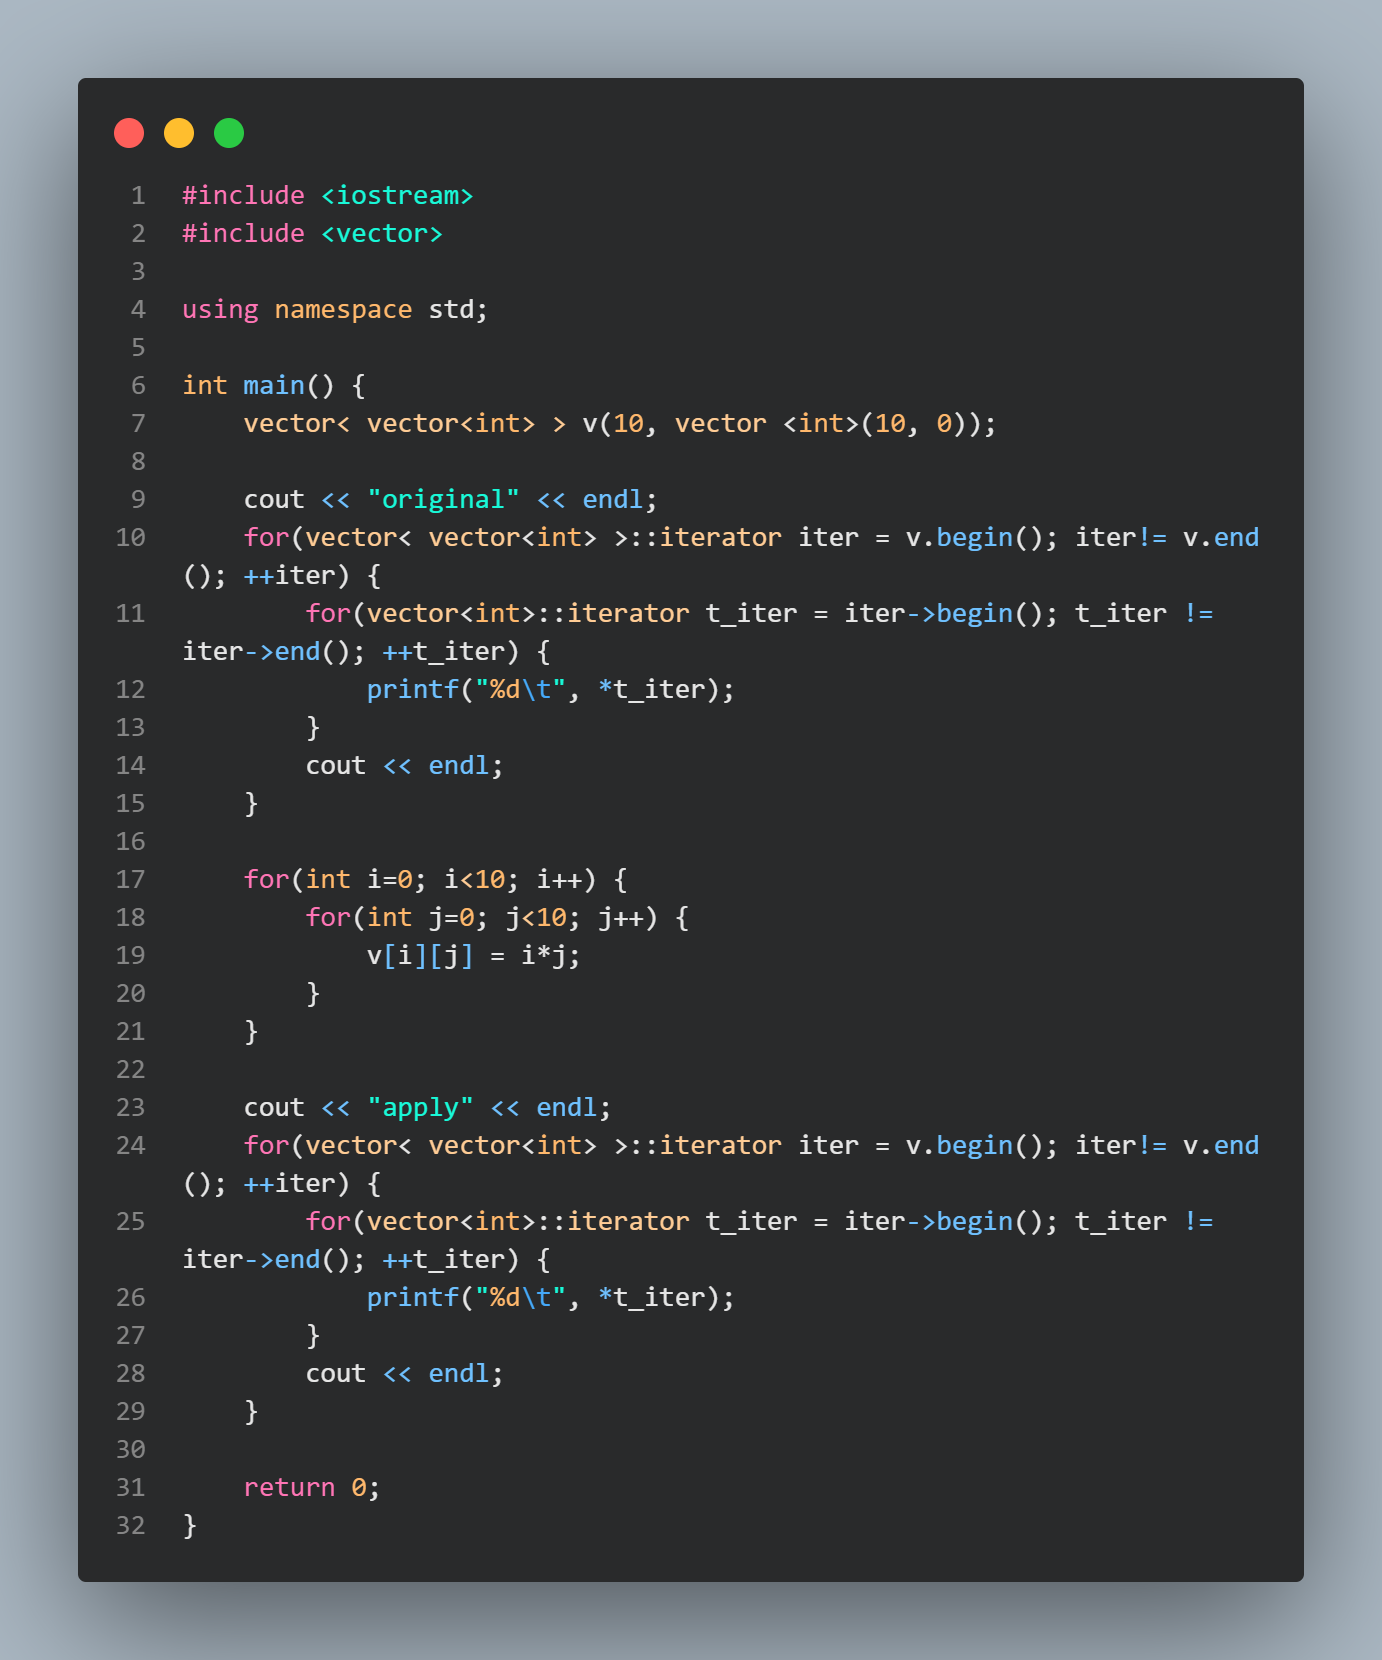 1 #include <iostream>
2 #include <vector>
3
4 using namespace std;
5
6 int main() {
7     vector< vector<int> > v(10, vector <int>(10, 0));
8
9     cout << "original" << endl;
10     for(vector< vector<int> >::iterator iter = v.begin(); iter!= v.end
(); ++iter) {
11         for(vector<int>::iterator t_iter = iter->begin(); t_iter !=
iter->end(); ++t_iter) {
12             printf("%d\t", *t_iter);
13         }
14         cout << endl;
15     }
16
17     for(int i=0; i<10; i++) {
18         for(int j=0; j<10; j++) {
19             v[i][j] = i*j;
20         }
21     }
22
23     cout << "apply" << endl;
24     for(vector< vector<int> >::iterator iter = v.begin(); iter!= v.end
(); ++iter) {
25         for(vector<int>::iterator t_iter = iter->begin(); t_iter !=
iter->end(); ++t_iter) {
26             printf("%d\t", *t_iter);
27         }
28         cout << endl;
29     }
30
31     return 0;
32 }